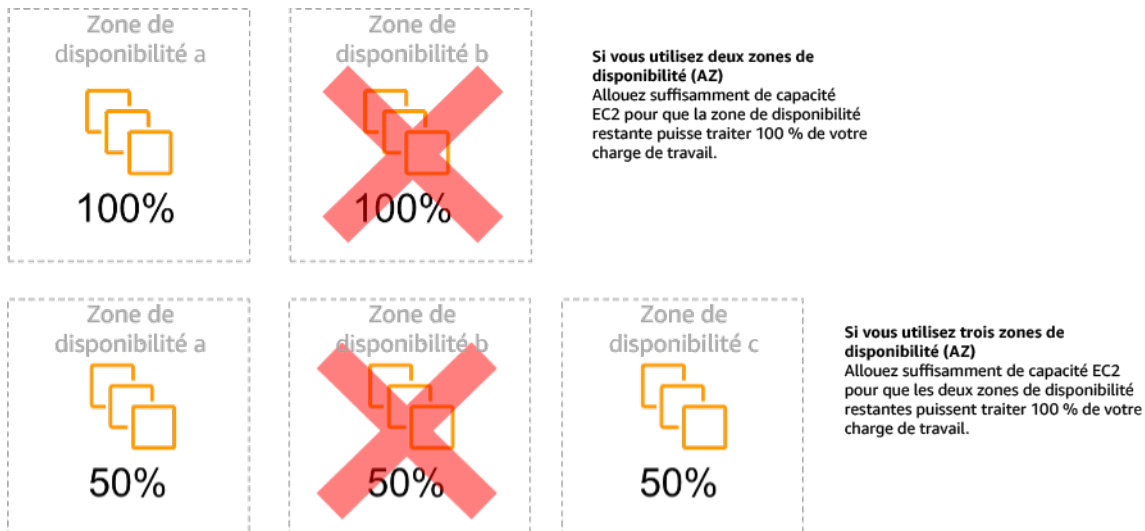 Zone de
disponibilité a
100%
Zone de
disponibilité b
100%
Si vous utilisez deux zones de
disponibilité (AZ)
Allouez suffisamment de capacité
EC2 pour que la zone de disponibilité
restante puisse traiter 100 % de votre
charge de travail.
Zone de
disponibilité a
50%
Zone de
disponibilité b
50%
Zone de
disponibilité c
50%
Si vous utilisez trois zones de
disponibilité (AZ)
Allouez suffisamment de capacité EC2
pour que les deux zones de disponibilité
restantes puissent traiter 100 % de votre
charge de travail.